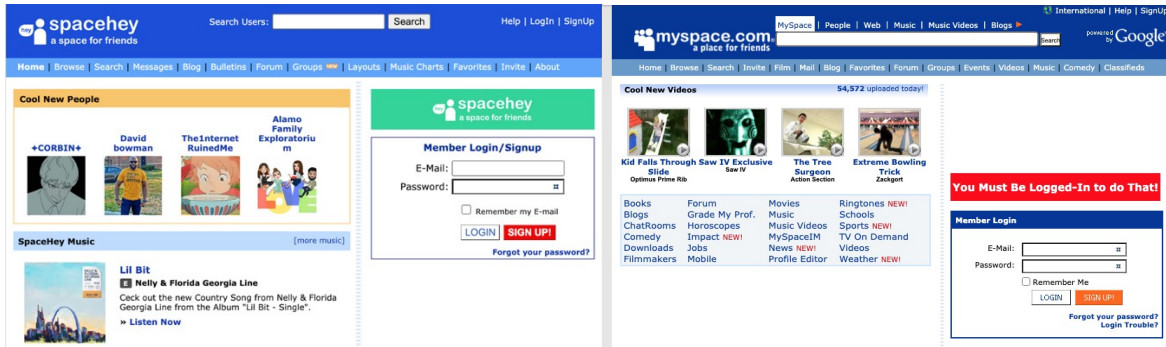 hey spacehey
a space for friends
Search Users: Search
Help | LogIn | SignUp
Home | Browse | Search | Messages | Blog | Bulletins | Forum | Groups NEW | Layouts | Music Charts | Favorites | Invite | About
Cool New People
✦CORBIN✦
David
bowman
The1nternet
RuinedMe
Alamo
Family
Exploratoriu
m
LOVE
SpaceHey Music
[more music]
Lil Bit
E Nelly & Florida Georgia Line
Ceck out the new Country Song from Nelly & Florida
Georgia Line from the Album "Lil Bit - Single".
» Listen Now
hey spacehey
a space for friends
Member Login/Signup
E-Mail:
Password:
Remember my E-mail
LOGIN SIGN UP!
Forgot your password?
International | Help | SignUp
MySpace | People | Web | Music | Music Videos | Blogs
myspace.com.
a place for friends
Search
powered
by Google
Home | Browse | Search | Invite | Film | Mail | Blog | Favorites | Forum | Groups | Events | Videos | Music | Comedy | Classifieds
Cool New Videos
54,572 uploaded today!
Kid Falls Through
Slide
Optimus Prime Rib
Saw IV Exclusive
Saw IV
The Tree
Surgeon
Action Section
Extreme Bowling
Trick
Zackgort
Books Forum Movies Ringtones NEW!
Blogs Grade My Prof. Music Schools
ChatRooms Horoscopes Music Videos Sports NEW!
Comedy Impact NEW! MySpaceIM TV On Demand
Downloads Jobs News NEW! Videos
Filmmakers Mobile Profile Editor Weather NEW!
You Must Be Logged-In to do That!
Member Login
E-Mail:
Password:
Remember Me
LOGIN SIGN UP!
Forgot your password?
Login Trouble?